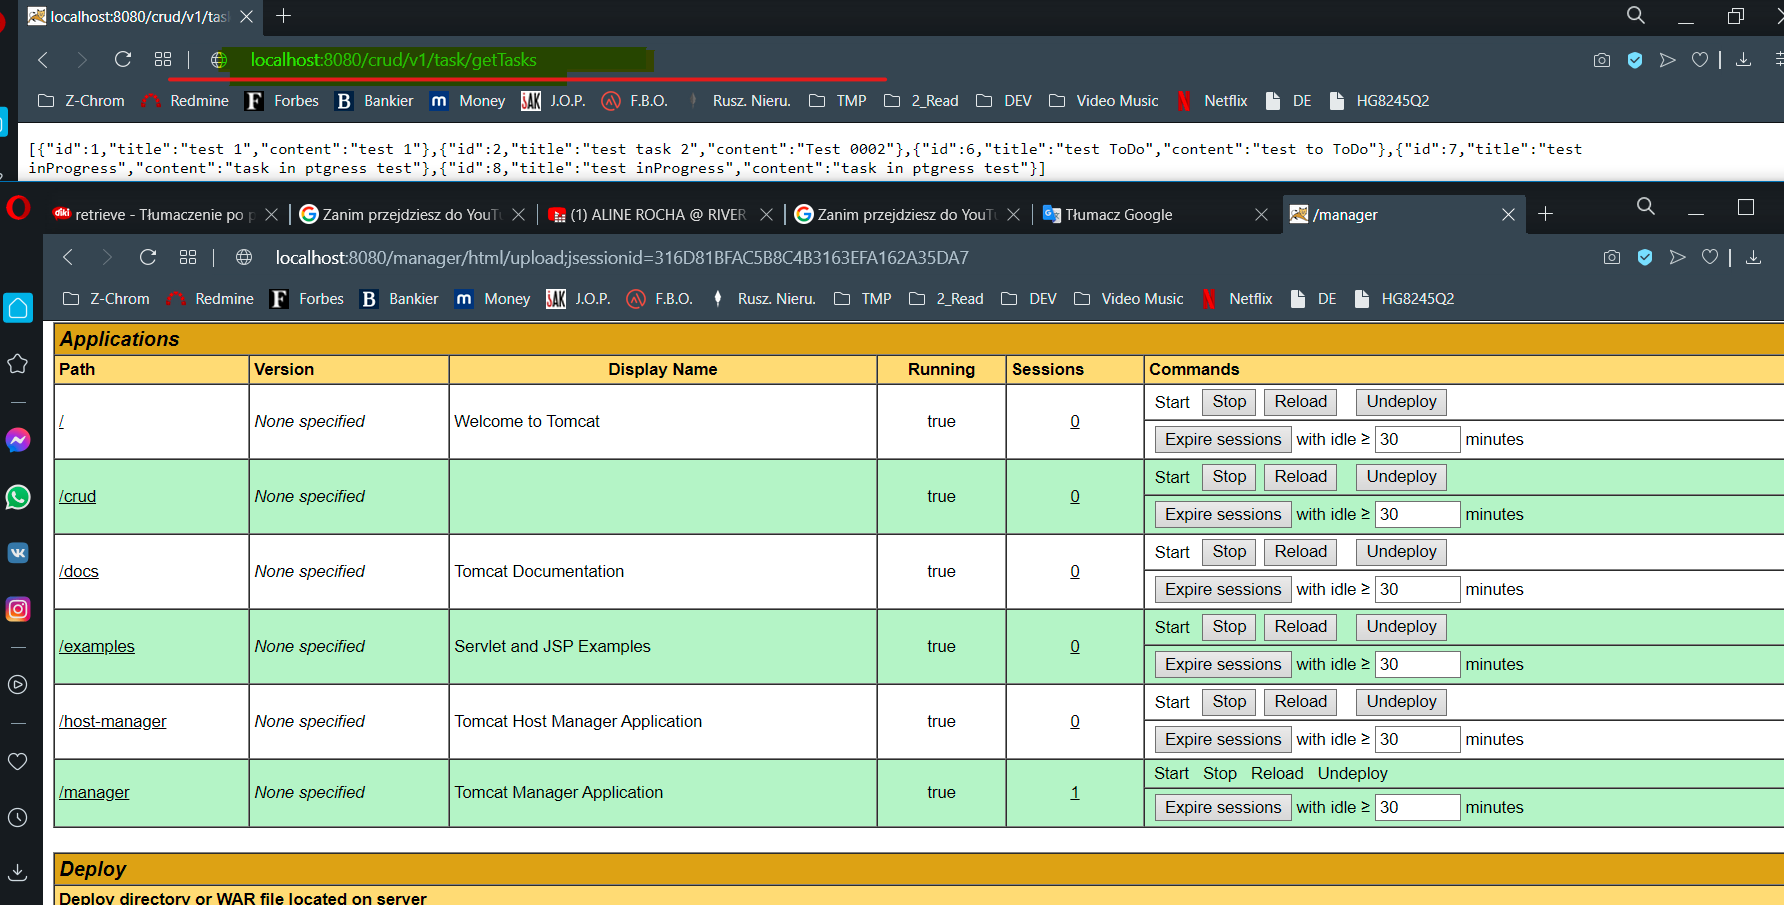 localhost:8080/crud/v1/tas
localhost:8080/crud/v1/task/getTasks
Z-Chrom Redmine F Forbes B Bankier m Money JAK J.O.P. F.B.O. Rusz. Nieru. TMP 2_Read DEV Video Music N Netflix DE HG8245Q2
[{"id":1,"title":"test 1","content":"test 1"},{"id":2,"title":"test task 2","content":"Test 0002"},{"id":6,"title":"test ToDo","content":"test to ToDo"},{"id":7,"title":"test
inProgress","content":"task in ptgress test"},{"id":8,"title":"test inProgress","content":"task in ptgress test"}]
diki retrieve - Tłumaczenie po p Zanim przejdziesz do YouTu (1) ALINE ROCHA @ RIVER Zanim przejdziesz do YouTu Tłumacz Google /manager
localhost:8080/manager/html/upload;jsessionid=316D81BFAC5B8C4B3163EFA162A35DA7
Z-Chrom Redmine F Forbes B Bankier m Money JAK J.O.P. F.B.O. Rusz. Nieru. TMP 2_Read DEV Video Music N Netflix DE HG8245Q2
Applications
Path Version Display Name Running Sessions Commands
/ None specified Welcome to Tomcat true 0 Start Stop Reload Undeploy
Expire sessions with idle ≥ 30 minutes
/crud None specified true 0 Start Stop Reload Undeploy
Expire sessions with idle ≥ 30 minutes
/docs None specified Tomcat Documentation true 0 Start Stop Reload Undeploy
Expire sessions with idle ≥ 30 minutes
/examples None specified Servlet and JSP Examples true 0 Start Stop Reload Undeploy
Expire sessions with idle ≥ 30 minutes
/host-manager None specified Tomcat Host Manager Application true 0 Start Stop Reload Undeploy
Expire sessions with idle ≥ 30 minutes
/manager None specified Tomcat Manager Application true 1 Start Stop Reload Undeploy
Expire sessions with idle ≥ 30 minutes
Deploy
Deploy directory or WAR file located on server